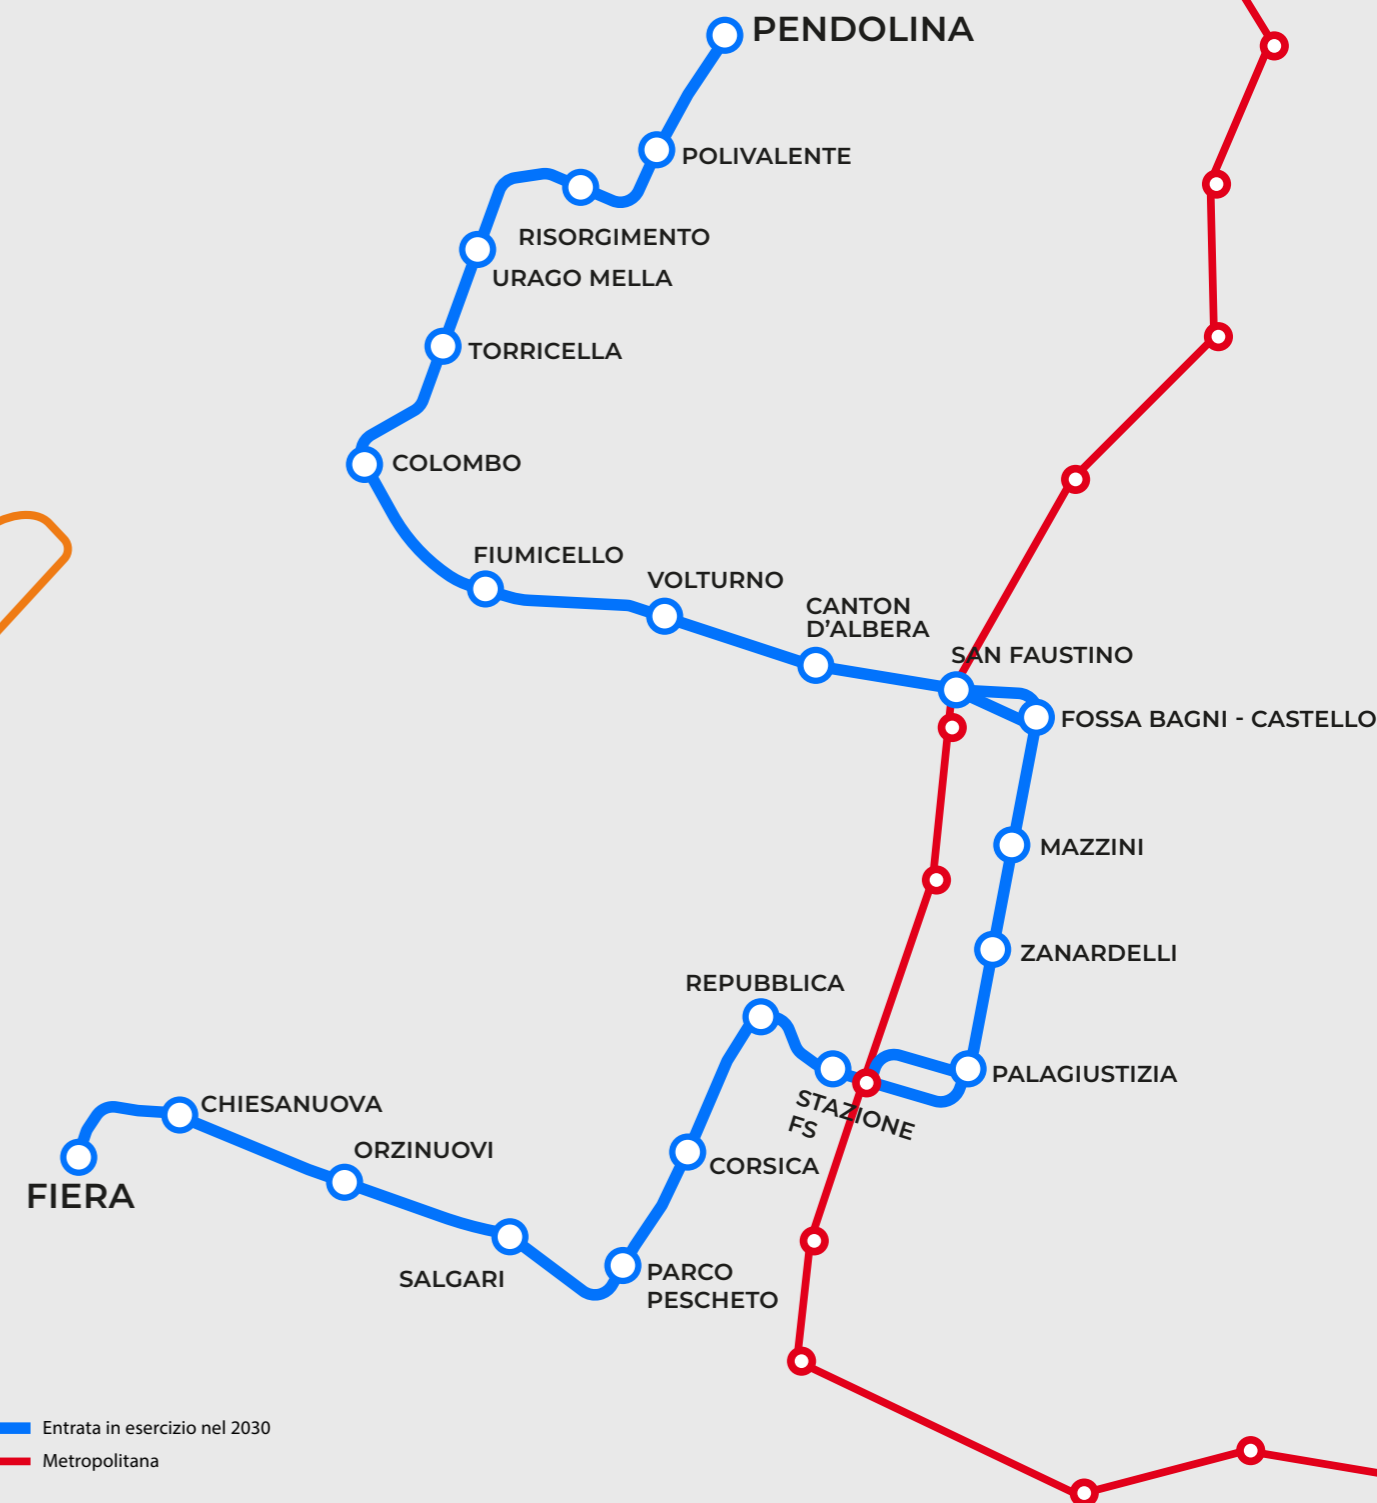 PENDOLINA
POLIVALENTE
RISORGIMENTO
URAGO MELLA
TORRICELLA
COLOMBO
FIUMICELLO
VOLTURNO
CANTON
D’ALBERA
SAN FAUSTINO
FOSSA BAGNI - CASTELLO
MAZZINI
ZANARDELLI
REPUBBLICA
PALAGIUSTIZIA
STAZIONE
FS
CHIESANUOVA
ORZINUOVI
CORSICA
FIERA
SALGARI
PARCO
PESCHETO
Entrata in esercizio nel 2030
Metropolitana